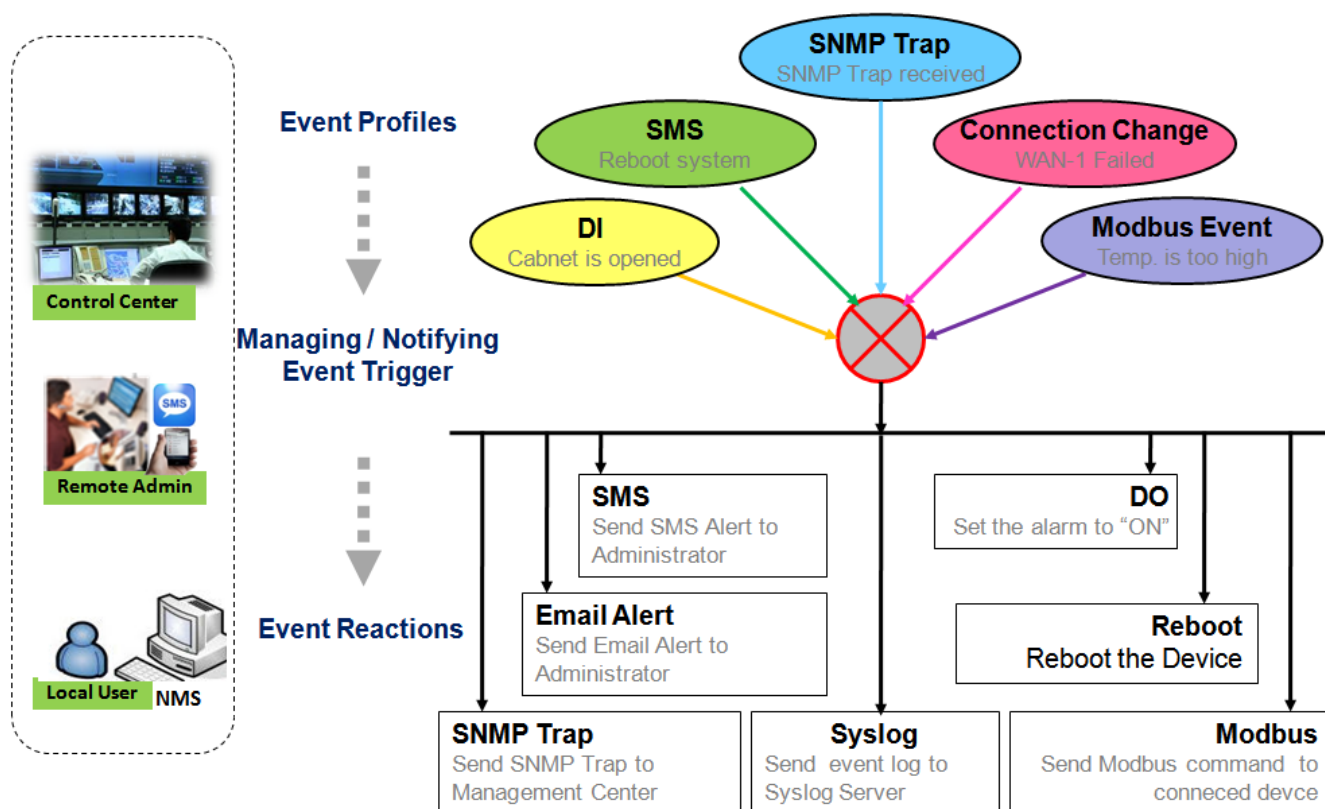 SNMP Trap
SNMP Trap received
Event Profiles
SMS
Reboot system
Connection Change
WAN-1 Failed
DI
Cabnet is opened
Modbus Event
Temp. is too high
Control Center
Managing / Notifying
Event Trigger
SMS
Remote Admin
SMS
Send SMS Alert to
Administrator
DO
Set the alarm to “ON”
Event Reactions
Email Alert
Send Email Alert to
Administrator
Reboot
Reboot the Device
Local User
NMS
SNMP Trap
Send SNMP Trap to
Management Center
Syslog
Send event log to
Syslog Server
Modbus
Send Modbus command to
conneced devce